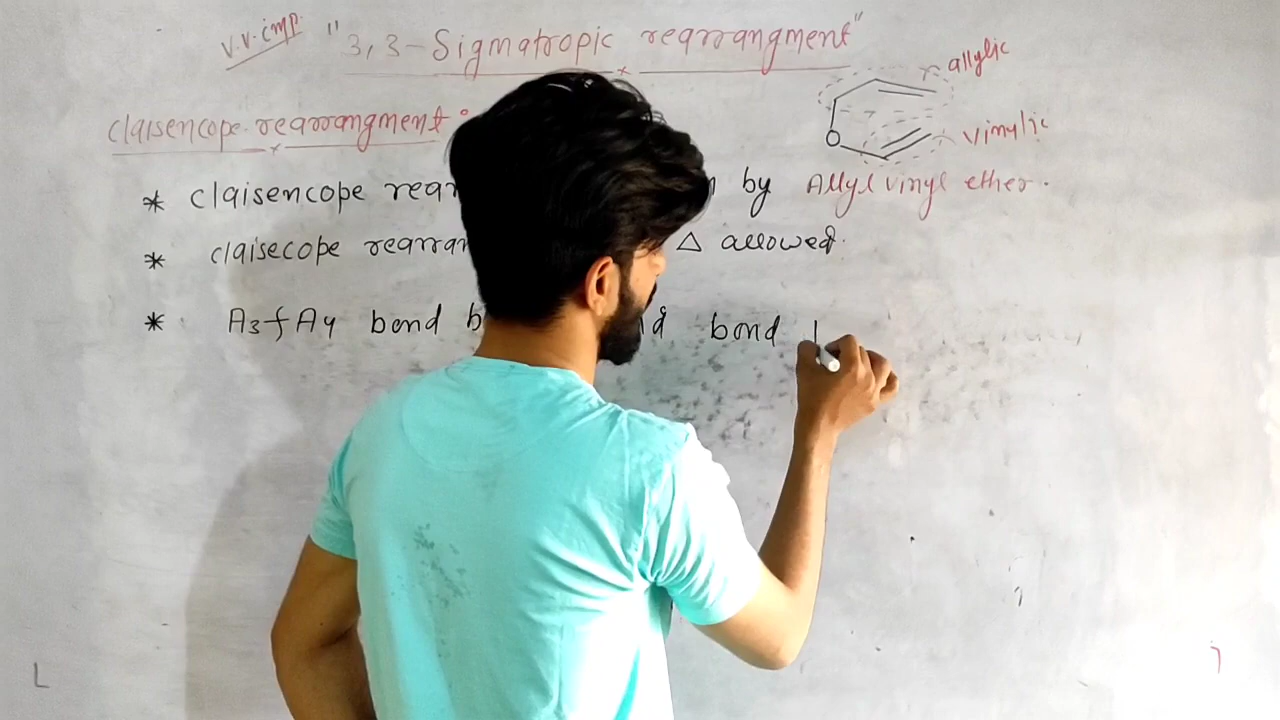 v.v.imp. "3,3-Sigmatropic rearrangment"
allylic
claisencope rearrangment :
O
vinylic
* claisencope rear by Allyl vinyl ether.
* claisecope rearran Δ allowed.
* A3 f A4 bond b bond